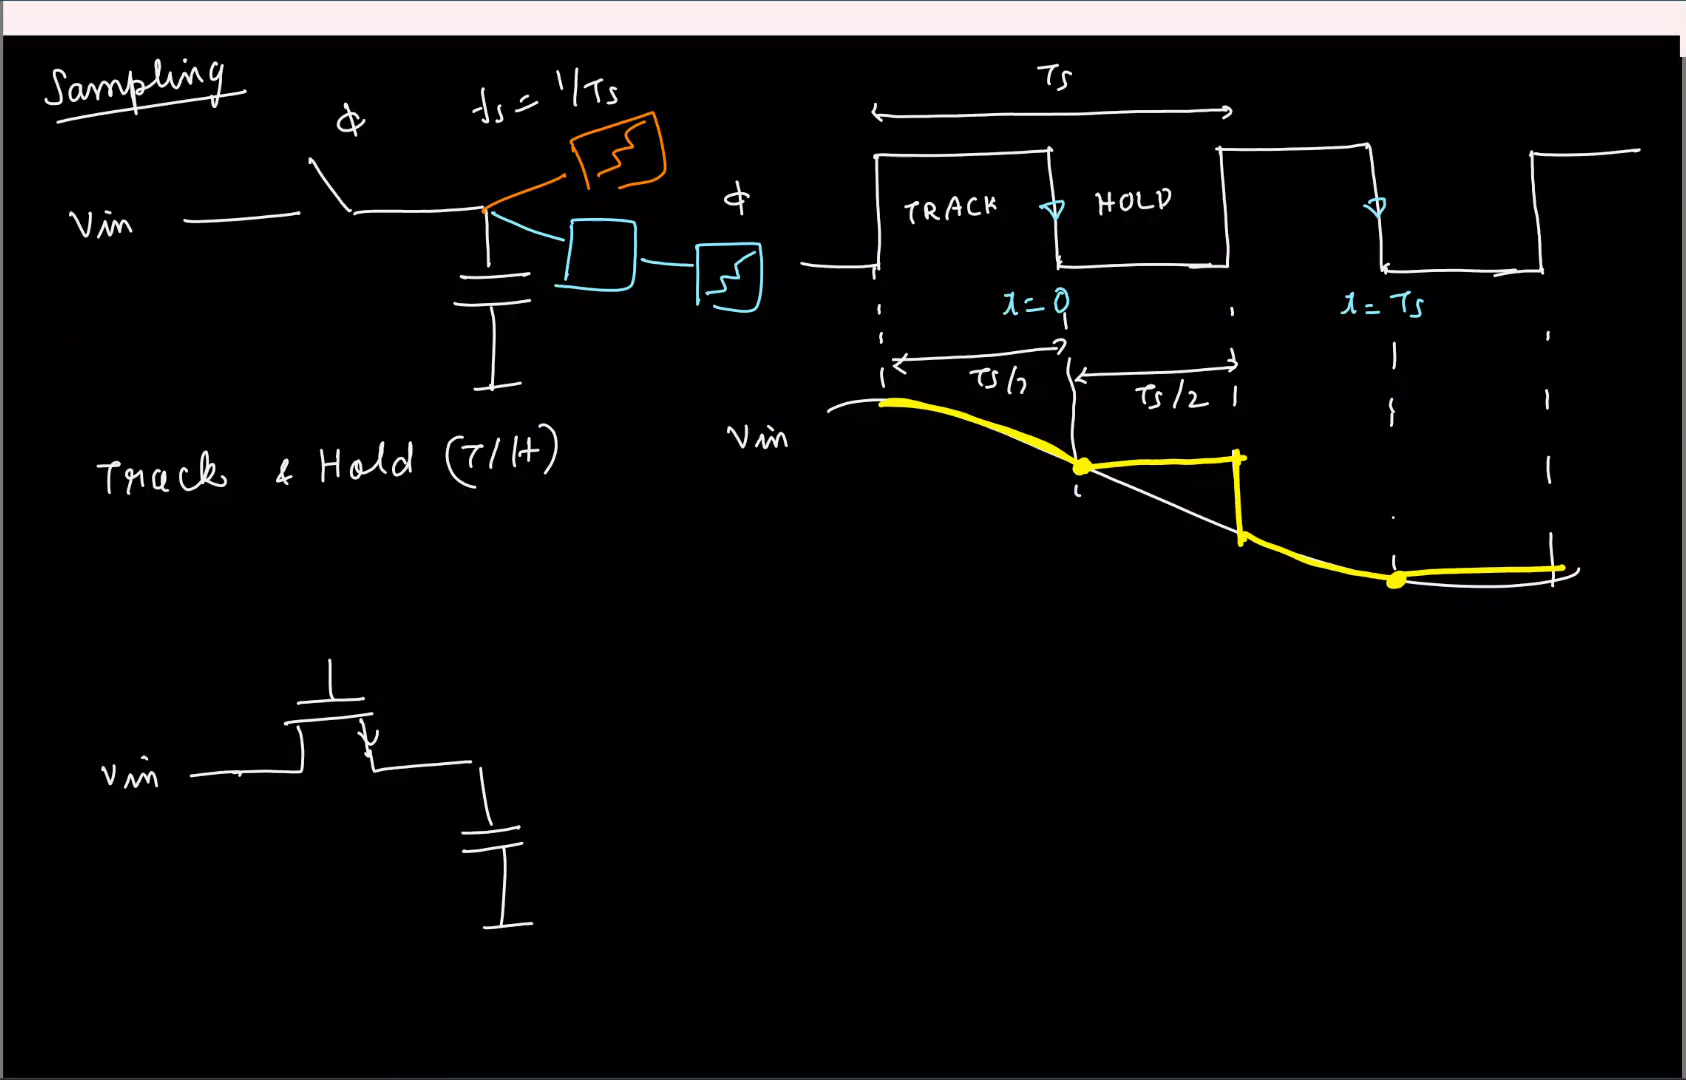 Sampling
ϕ
fs = 1/Ts
Ts
Vin
ϕ
TRACK
HOLD
t = 0
t = Ts
Ts/2
Ts/2
Vin
Track & Hold (T/H)
Vin